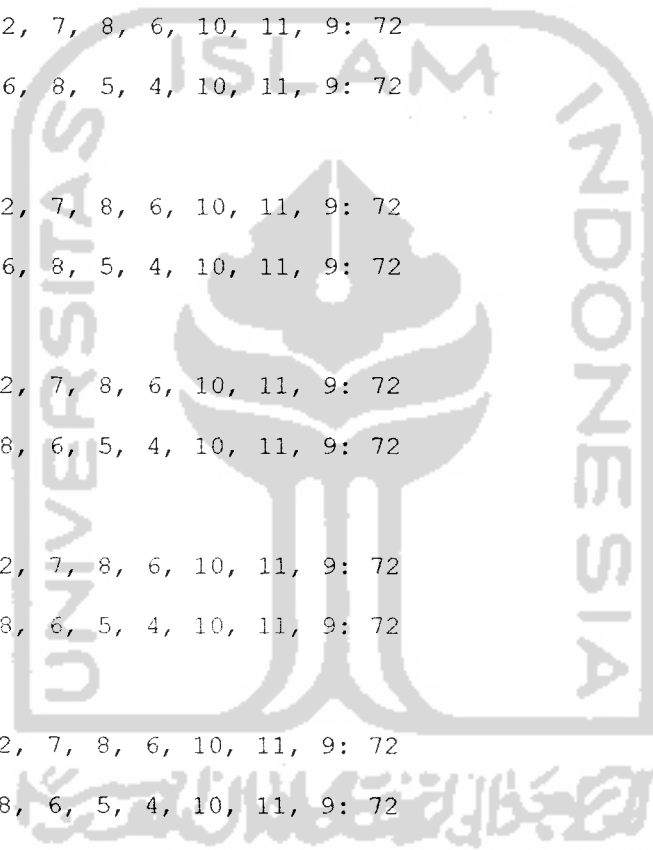 ISLAM
UNIVERSITAS
INDONESIA
2, 7, 8, 6, 10, 11, 9: 72
6, 8, 5, 4, 10, 11, 9: 72
2, 7, 8, 6, 10, 11, 9: 72
6, 8, 5, 4, 10, 11, 9: 72
2, 7, 8, 6, 10, 11, 9: 72
8, 6, 5, 4, 10, 11, 9: 72
2, 7, 8, 6, 10, 11, 9: 72
8, 6, 5, 4, 10, 11, 9: 72
2, 7, 8, 6, 10, 11, 9: 72
8, 6, 5, 4, 10, 11, 9: 72